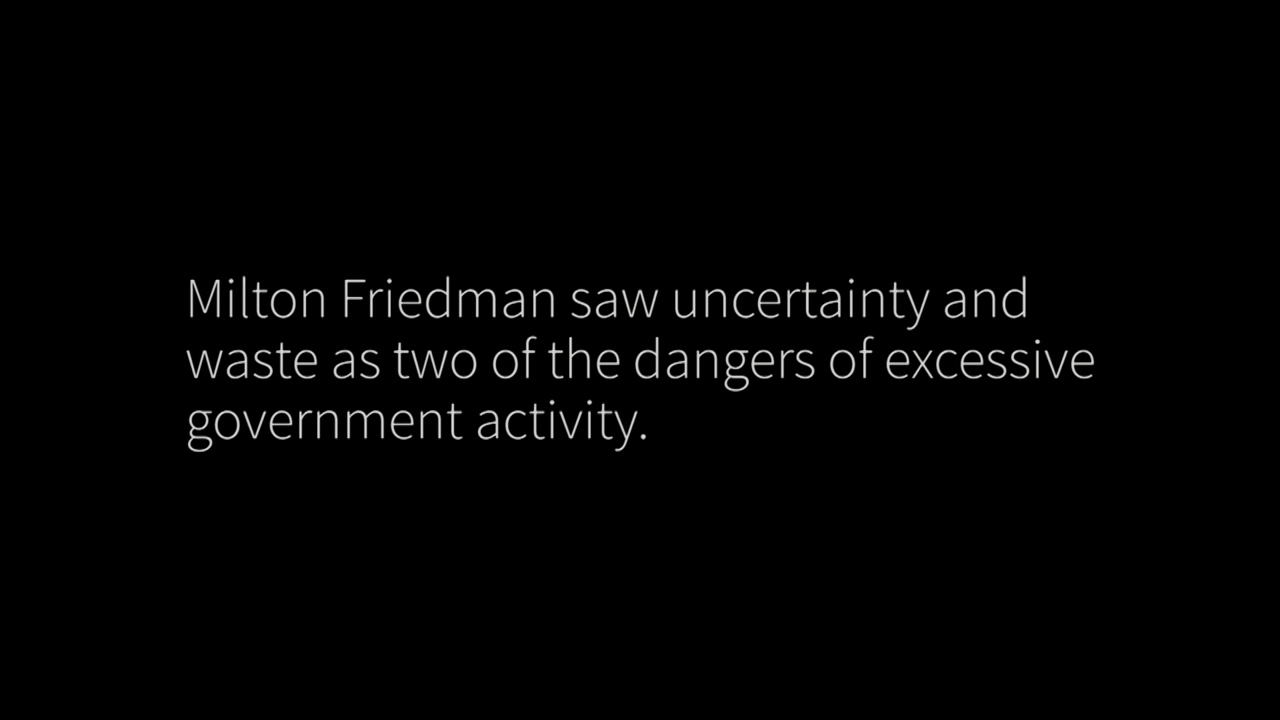 Milton Friedman saw uncertainty and
waste as two of the dangers of excessive
government activity.